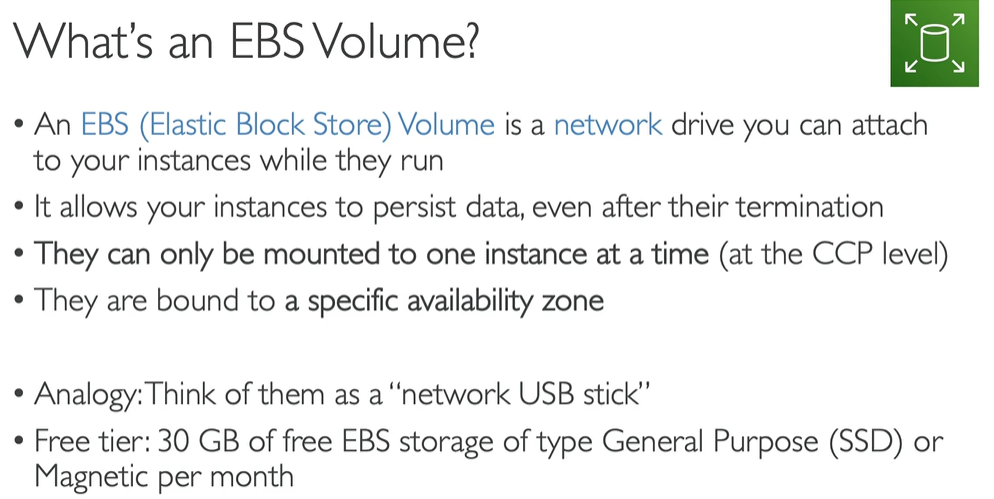 What's an EBS Volume?
• An EBS (Elastic Block Store) Volume is a network drive you can attach
to your instances while they run
• It allows your instances to persist data, even after their termination
• They can only be mounted to one instance at a time (at the CCP level)
• They are bound to a specific availability zone
• Analogy: Think of them as a “network USB stick”
• Free tier: 30 GB of free EBS storage of type General Purpose (SSD) or
Magnetic per month